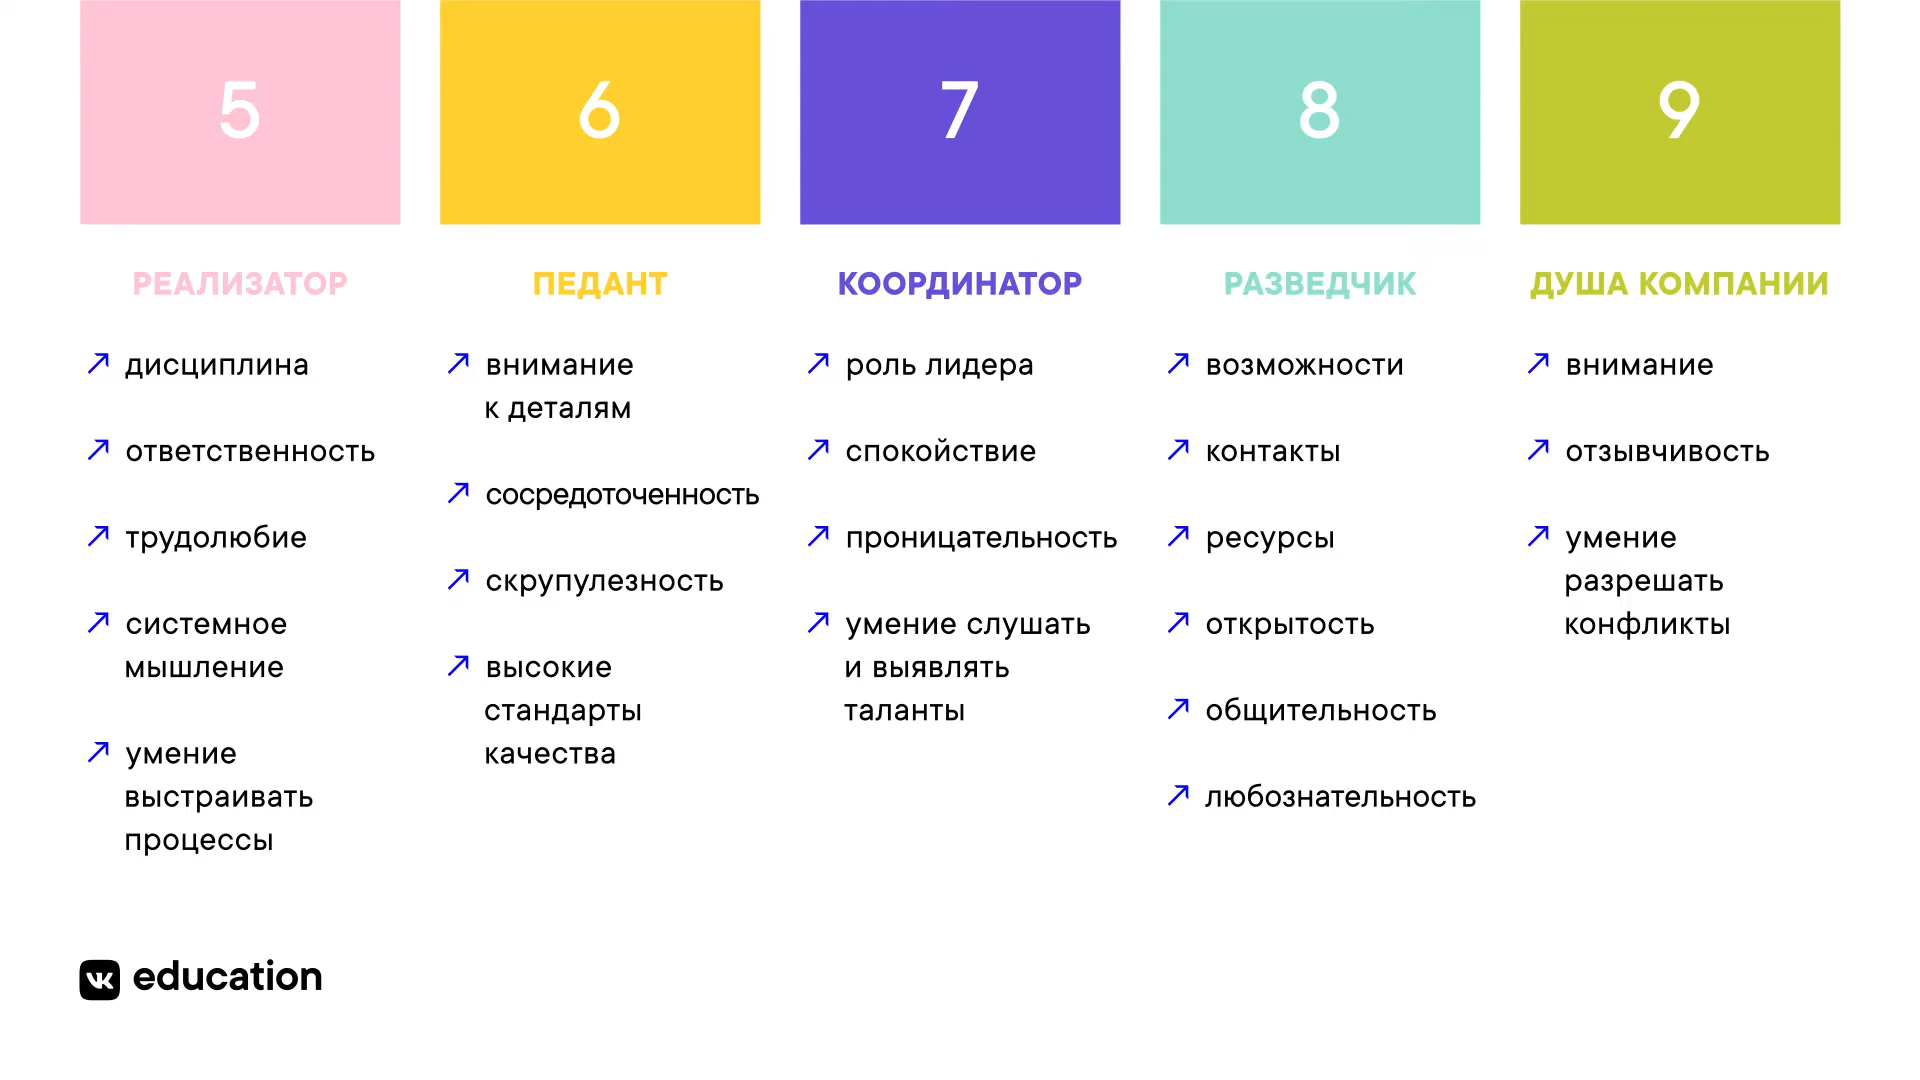 5
6
7
8
9
РЕАЛИЗАТОР
дисциплина
ответственность
трудолюбие
системное
мышление
умение
выстраивать
процессы
ПЕДАНТ
внимание
к деталям
сосредоточенность
скрупулезность
высокие
стандарты
качества
КООРДИНАТОР
роль лидера
спокойствие
проницательность
умение слушать
и выявлять
таланты
РАЗВЕДЧИК
возможности
контакты
ресурсы
открытость
общительность
любознательность
ДУША КОМПАНИИ
внимание
отзывчивость
умение
разрешать
конфликты
VK education